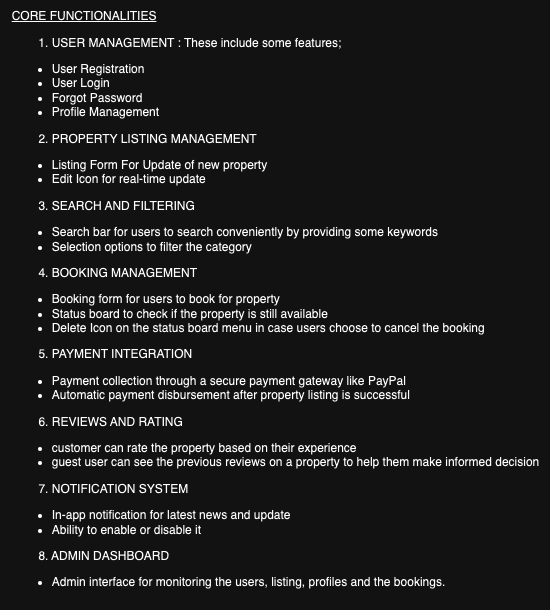 CORE FUNCTIONALITIES
1. USER MANAGEMENT : These include some features;
• User Registration
• User Login
• Forgot Password
• Profile Management
2. PROPERTY LISTING MANAGEMENT
• Listing Form For Update of new property
• Edit Icon for real-time update
3. SEARCH AND FILTERING
• Search bar for users to search conveniently by providing some keywords
• Selection options to filter the category
4. BOOKING MANAGEMENT
• Booking form for users to book for property
• Status board to check if the property is still available
• Delete Icon on the status board menu in case users choose to cancel the booking
5. PAYMENT INTEGRATION
• Payment collection through a secure payment gateway like PayPal
• Automatic payment disbursement after property listing is successful
6. REVIEWS AND RATING
• customer can rate the property based on their experience
• guest user can see the previous reviews on a property to help them make informed decision
7. NOTIFICATION SYSTEM
• In-app notification for latest news and update
• Ability to enable or disable it
8. ADMIN DASHBOARD
• Admin interface for monitoring the users, listing, profiles and the bookings.